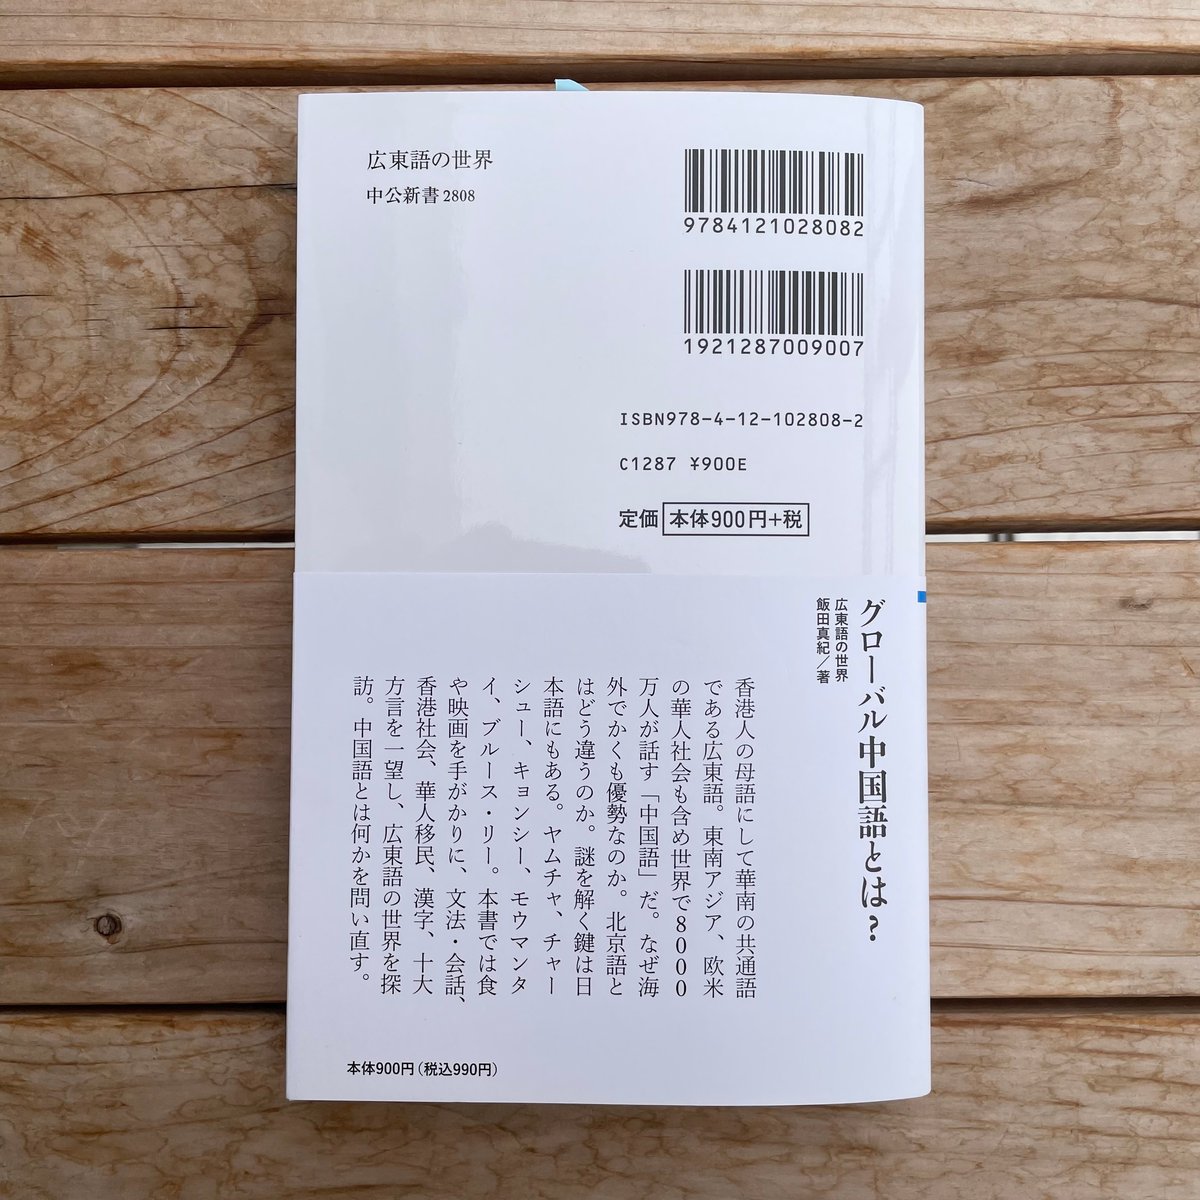 広東語の世界
中公新書 2808
9784121028082
1921287009007
ISBN978-4-12-102808-2
C1287 ¥900E
定価 本体900円+税
グローバル中国語とは?
広東語の世界
飯田真紀/著
香港人の母語にして華南の共通語
である広東語。東南アジア、欧米
の華人社会も含め世界で8000
万人が話す「中国語」だ。なぜ海
外でかくも優勢なのか。北京語と
はどう違うのか。謎を解く鍵は日
本語にもある。ヤムチャ、チャー
シュー、キョンシー、モウマンタ
イ、ブルース・リー。本書では食
や映画を手がかりに、文法・会話、
香港社会、華人移民、漢字、十大
方言を一望し、広東語の世界を探
訪。中国語とは何かを問い直す。
本体900円(税込990円)